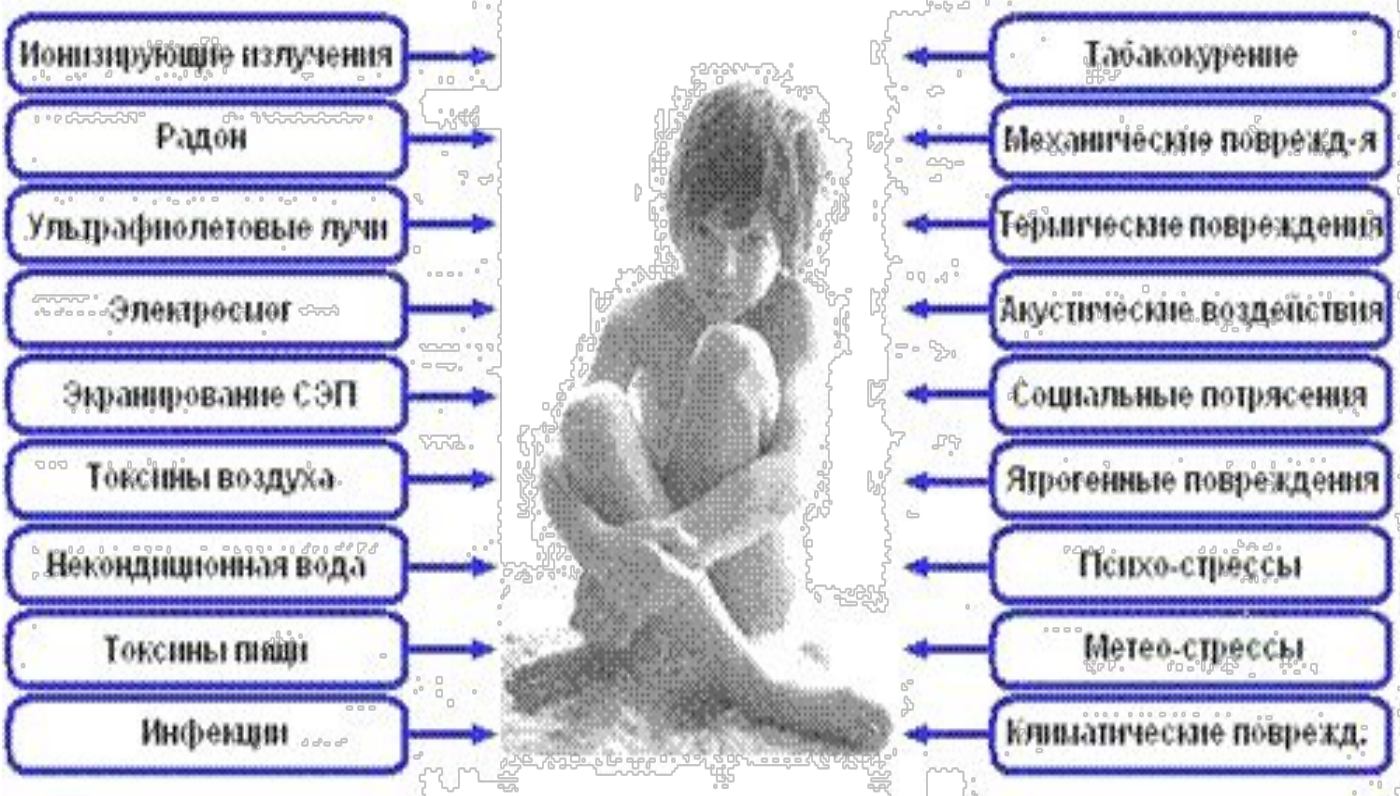 Ионизирующие излучения
Радон
Ультрафиолетовые лучи
Электросмог
Экранирование СЭП
Токсины воздуха
Некондиционная вода
Токсины пищи
Инфекции
Табакокурение
Механические поврежд-я
Термические повреждения
Акустические воздействия
Социальные потрясения
Ятрогенные повреждения
Психо-стрессы
Метео-стрессы
Климатические поврежд.